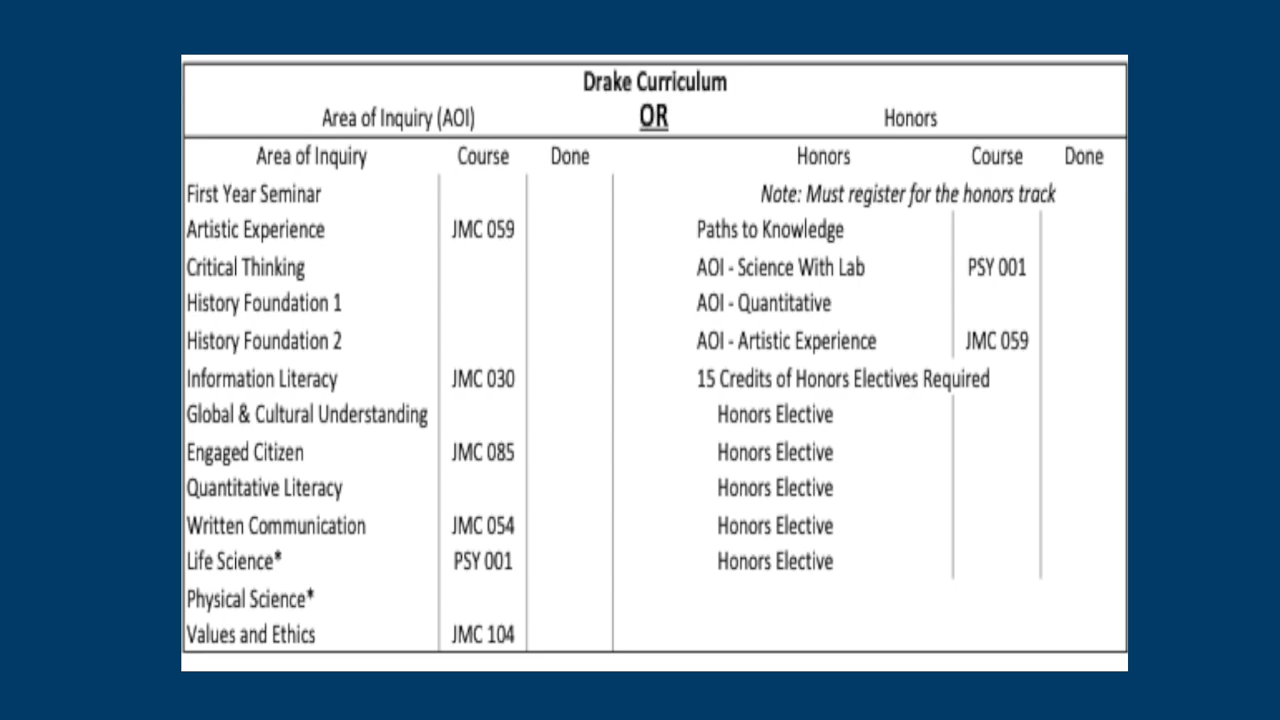 Drake Curriculum
Area of Inquiry (AOI) OR Honors
Area of Inquiry Course Done Honors Course Done
First Year Seminar Note: Must register for the honors track
Artistic Experience JMC 059 Paths to Knowledge
Critical Thinking AOI - Science With Lab PSY 001
History Foundation 1 AOI - Quantitative
History Foundation 2 AOI - Artistic Experience JMC 059
Information Literacy JMC 030 15 Credits of Honors Electives Required
Global & Cultural Understanding Honors Elective
Engaged Citizen JMC 085 Honors Elective
Quantitative Literacy Honors Elective
Written Communication JMC 054 Honors Elective
Life Science* PSY 001 Honors Elective
Physical Science*
Values and Ethics JMC 104